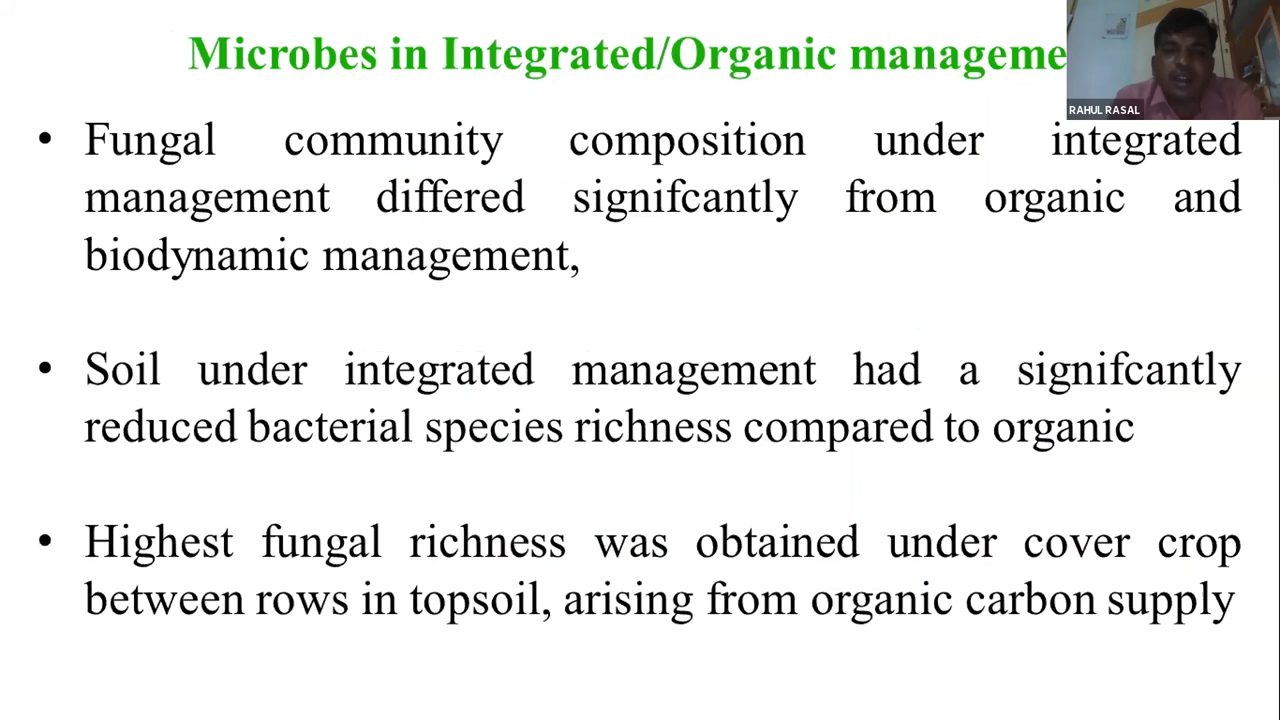 Microbes in Integrated/Organic manageme
RAHUL RASAL
• Fungal community composition under integrated
management differed signifcantly from organic and
biodynamic management,
• Soil under integrated management had a signifcantly
reduced bacterial species richness compared to organic
• Highest fungal richness was obtained under cover crop
between rows in topsoil, arising from organic carbon supply